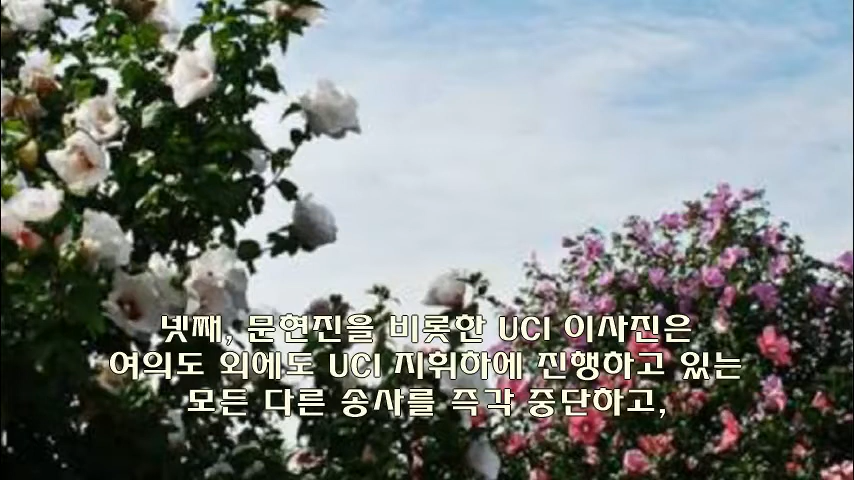 넷째, 문현진을 비롯한 UCI 이사진은
여의도 외에도 UCI 지휘하에 진행하고 있는
모든 다른 송사를 즉각 중단하고,